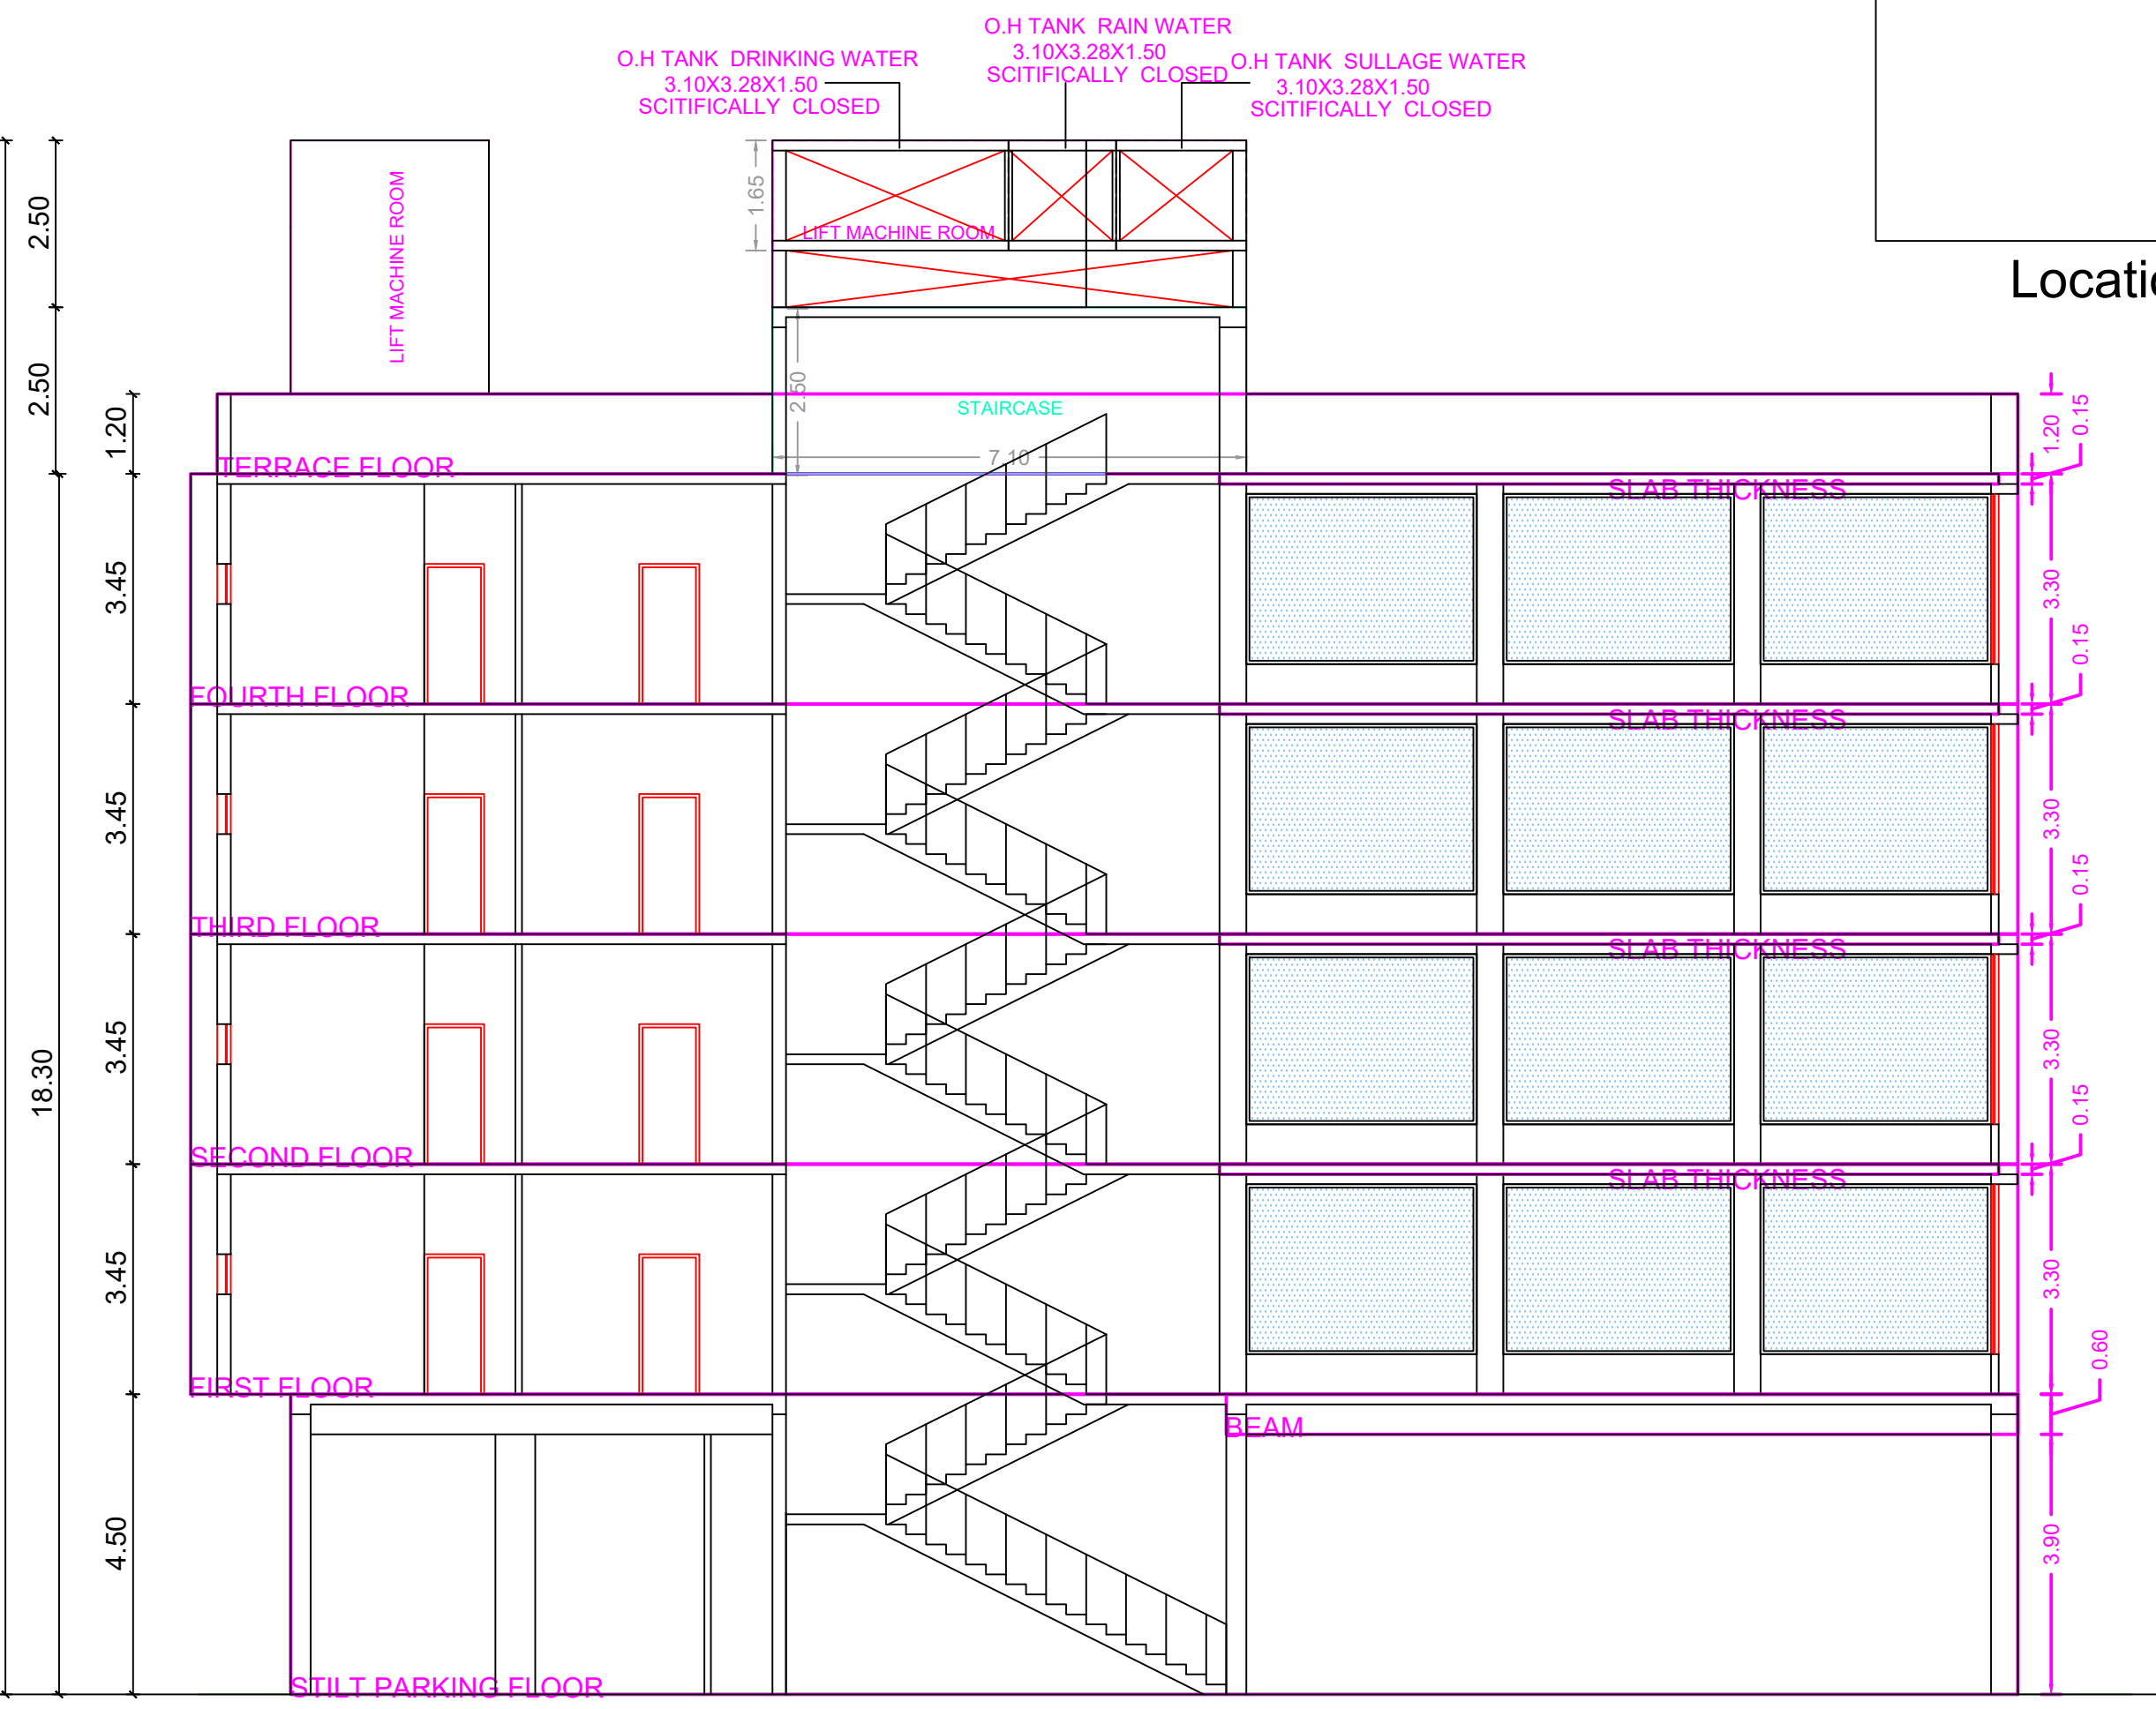 O.H TANK  RAIN WATER
3.10X3.28X1.50
SCITIFICALLY  CLOSED
O.H TANK  DRINKING WATER
3.10X3.28X1.50
SCITIFICALLY  CLOSED
O.H TANK  SULLAGE WATER
3.10X3.28X1.50
SCITIFICALLY  CLOSED
2.50
LIFT MACHINE ROOM
1.65
LIFT MACHINE ROOM
2.50
1.20
2.50
STAIRCASE
7.10
1.20
0.15
TERRACE FLOOR
SLAB THICKNESS
3.45
3.30
0.15
FOURTH FLOOR
SLAB THICKNESS
3.45
3.30
0.15
THIRD FLOOR
SLAB THICKNESS
18.30
3.45
3.30
0.15
SECOND FLOOR
SLAB THICKNESS
3.45
3.30
0.60
FIRST FLOOR
BEAM
4.50
3.90
STILT PARKING FLOOR